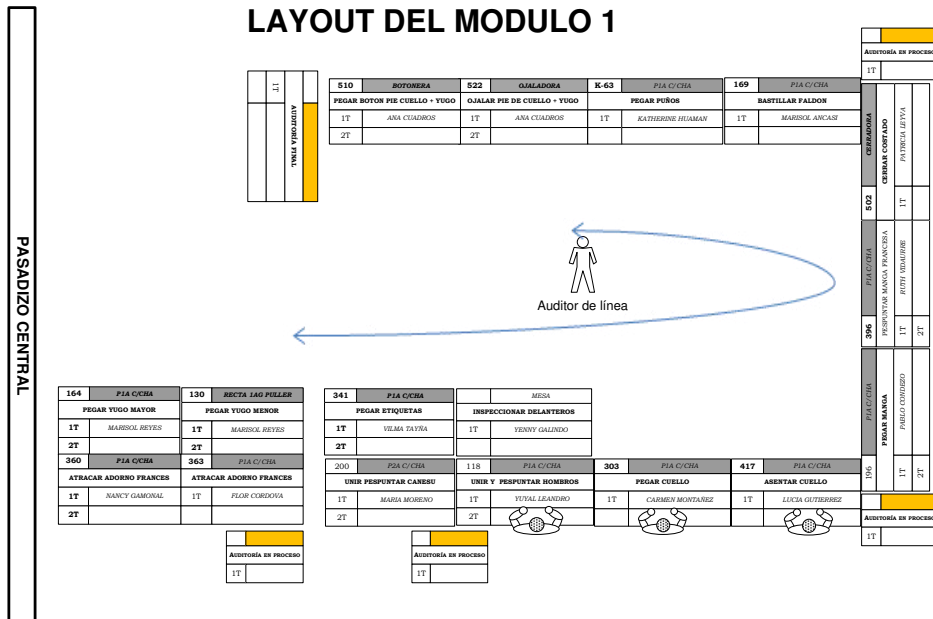 LAYOUT DEL MODULO 1
PASADIZO CENTRAL
1T
AUDITORÍA FINAL
510 BOTONERA
PEGAR BOTON PIE CUELLO + YUGO
1T ANA CUADROS
2T
522 OJALADORA
OJALAR PIE DE CUELLO + YUGO
1T ANA CUADROS
2T
K-63 P1A C/CHA
PEGAR PUÑOS
1T KATHERINE HUAMAN
169 P1A C/CHA
BASTILLAR FALDON
1T MARISOL ANCASI
AUDITORÍA EN PROCESO
1T
502 CERRADORA
CERRAR COSTADO
1T PATRICIA LEYVA
396 P1A C/CHA
PESPUNTAR MANGA FRANCESA
1T RUTH VIDAURRE
2T
196 P1A C/CHA
PEGAR MANGA
1T PABLO CONDEZO
2T
AUDITORÍA EN PROCESO
1T
Auditor de línea
164 P1A C/CHA
PEGAR YUGO MAYOR
1T MARISOL REYES
2T
130 RECTA 1AG PULLER
PEGAR YUGO MENOR
1T MARISOL REYES
2T
360 P1A C/CHA
ATRACAR ADORNO FRANCES
1T NANCY GAMONAL
2T
363 P1A C/CHA
ATRACAR ADORNO FRANCES
1T FLOR CORDOVA
341 P1A C/CHA
PEGAR ETIQUETAS
1T VILMA TAYÑA
2T
MESA
INSPECCIONAR DELANTEROS
1T YENNY GALINDO
200 P2A C/CHA
UNIR PESPUNTAR CANESU
1T MARIA MORENO
2T
118 P1A C/CHA
UNIR Y PESPUNTAR HOMBROS
1T YUYAL LEANDRO
2T
303 P1A C/CHA
PEGAR CUELLO
1T CARMEN MONTAÑEZ
417 P1A C/CHA
ASENTAR CUELLO
1T LUCIA GUTIERREZ
AUDITORÍA EN PROCESO
1T
AUDITORÍA EN PROCESO
1T